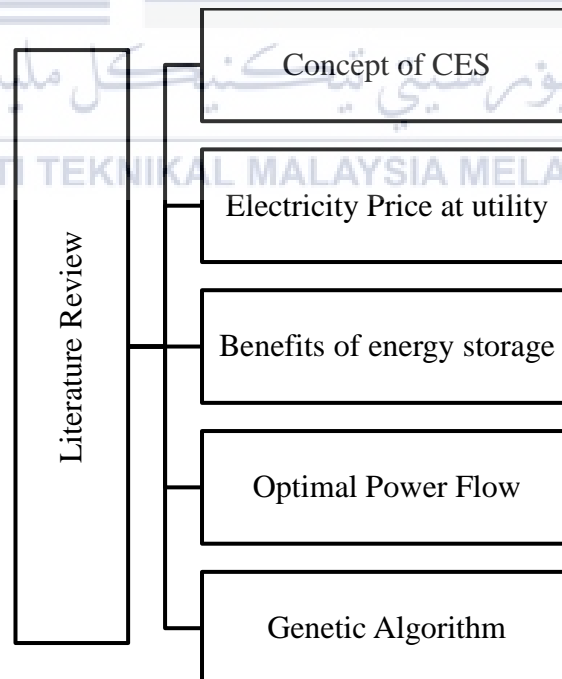 Concept of CES
TEKNIKAL MALAYSIA
Electricity Price at utility
Literature Review
Benefits of energy storage
Optimal Power Flow
Genetic Algorithm